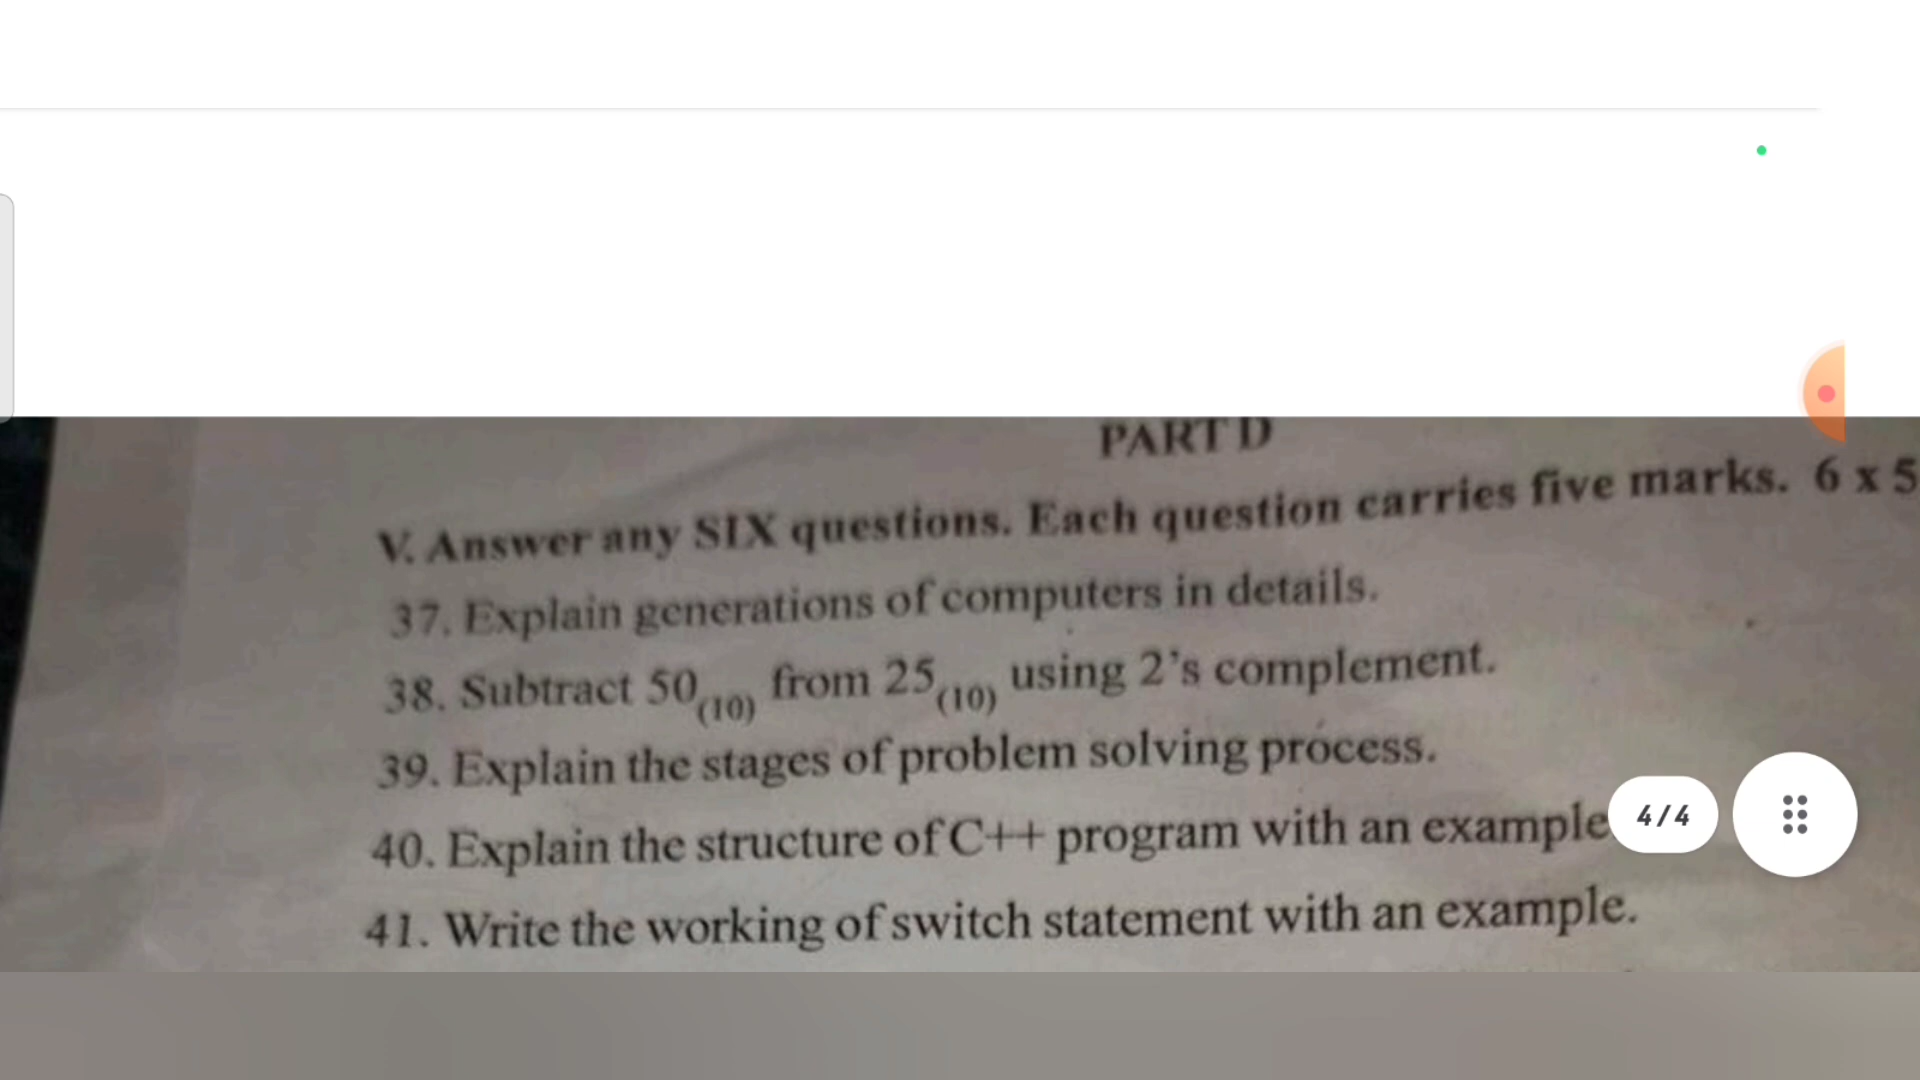 PART D
V. Answer any SIX questions. Each question carries five marks. 6 x 5
37. Explain generations of computers in details.
38. Subtract 50(10) from 25(10) using 2's complement.
39. Explain the stages of problem solving process.
40. Explain the structure of C++ program with an example
4/4
41. Write the working of switch statement with an example.